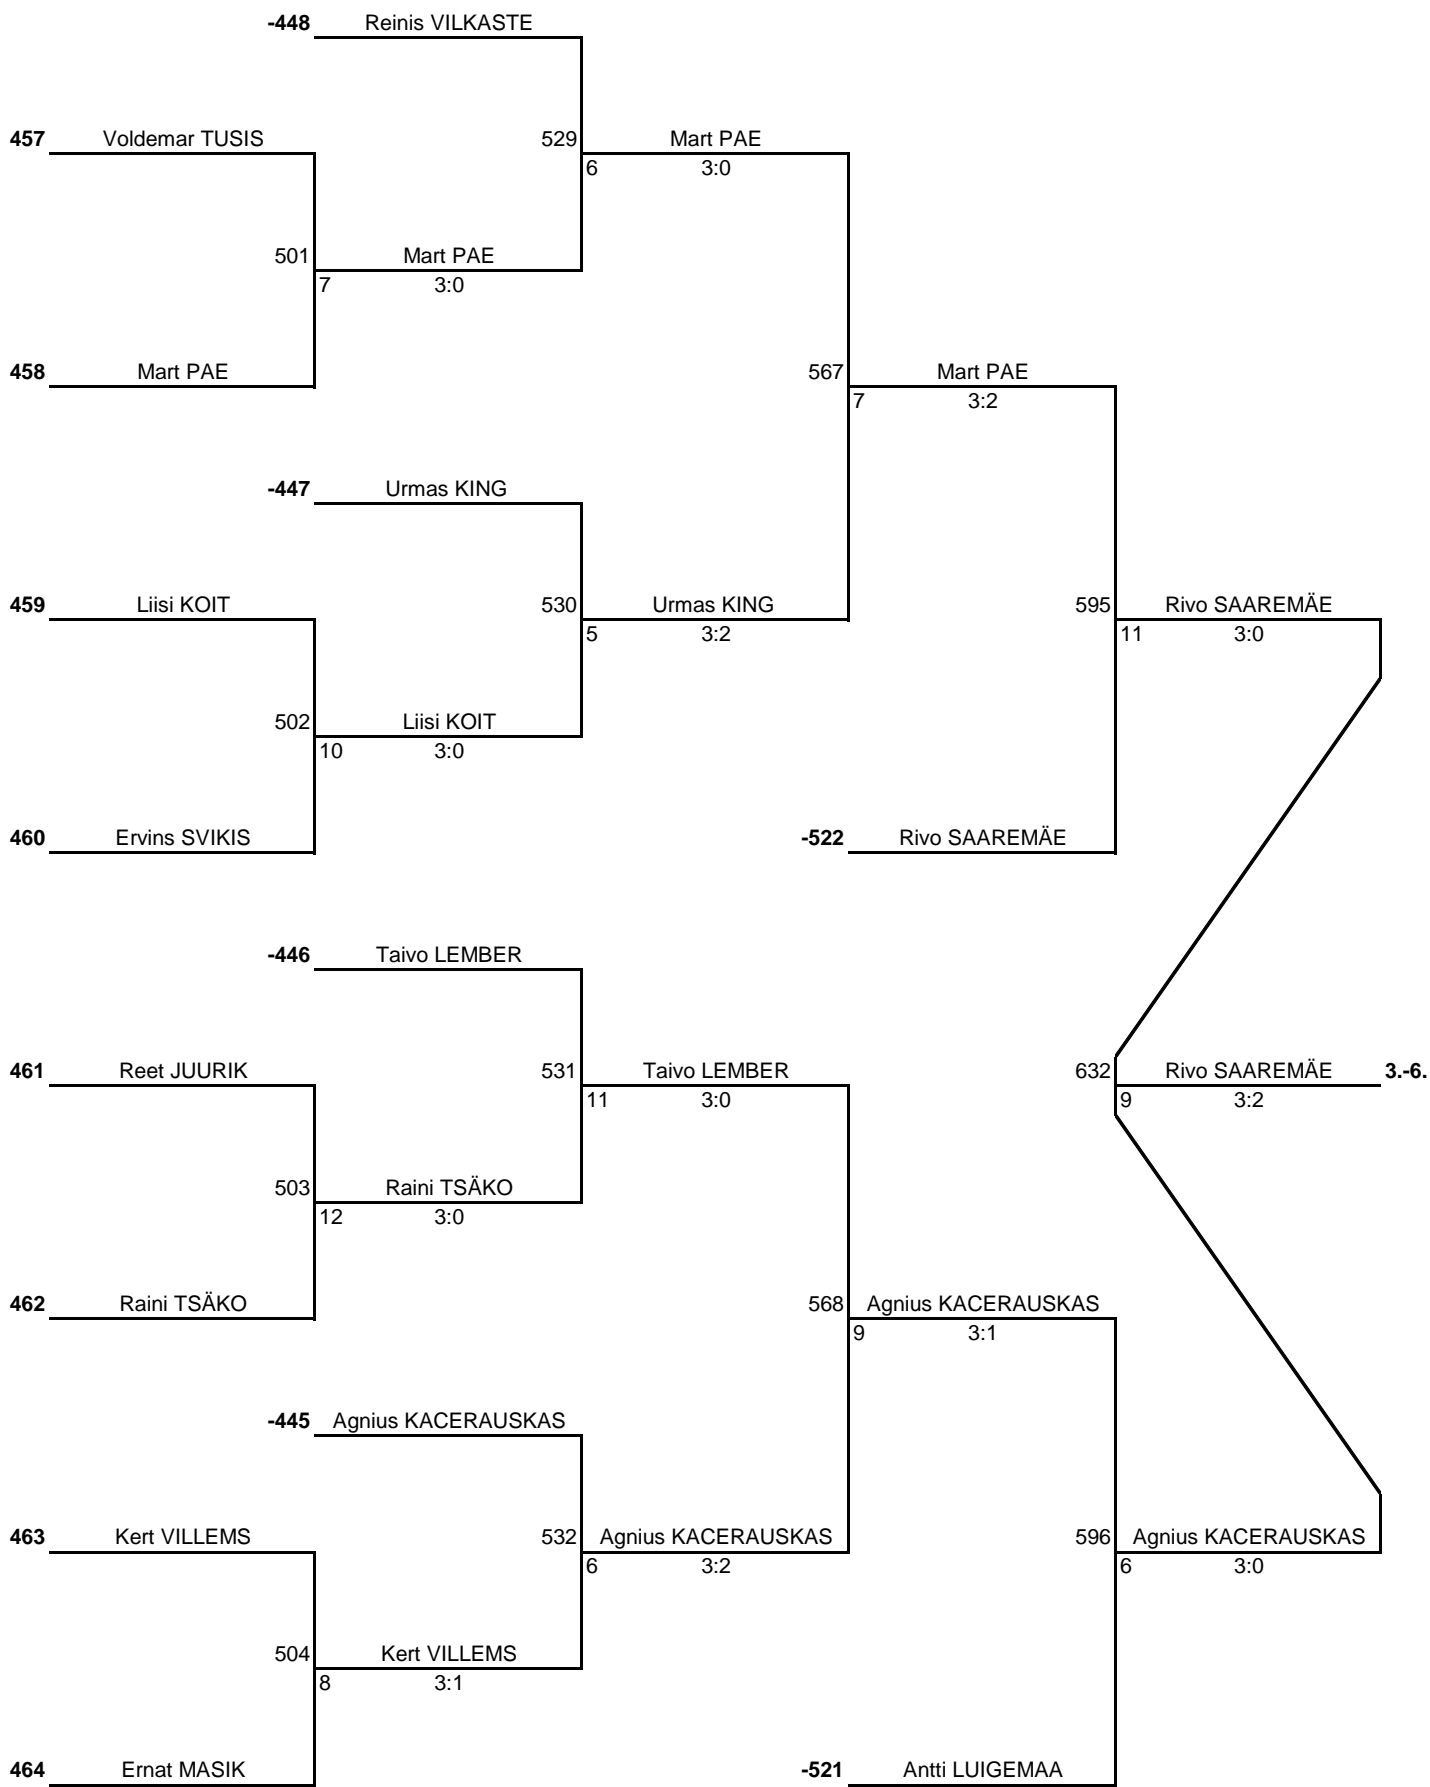 -448 Reinis VILKASTE
457 Voldemar TUSIS 529 Mart PAE
6 3:0
501 Mart PAE
7 3:0
458 Mart PAE 567 Mart PAE
7 3:2
-447 Urmas KING
459 Liisi KOIT 530 Urmas KING 595 Rivo SAAREMÄE
5 3:2 11 3:0
502 Liisi KOIT
10 3:0
460 Ervins SVIKIS -522 Rivo SAAREMÄE
-446 Taivo LEMBER
461 Reet JUURIK 531 Taivo LEMBER 632 Rivo SAAREMÄE 3.-6.
11 3:0 9 3:2
503 Raini TSÄKO
12 3:0
462 Raini TSÄKO 568 Agnius KACERAUSKAS
9 3:1
-445 Agnius KACERAUSKAS
463 Kert VILLEMS 532 Agnius KACERAUSKAS 596 Agnius KACERAUSKAS
6 3:2 6 3:0
504 Kert VILLEMS
8 3:1
464 Ernat MASIK -521 Antti LUIGEMAA